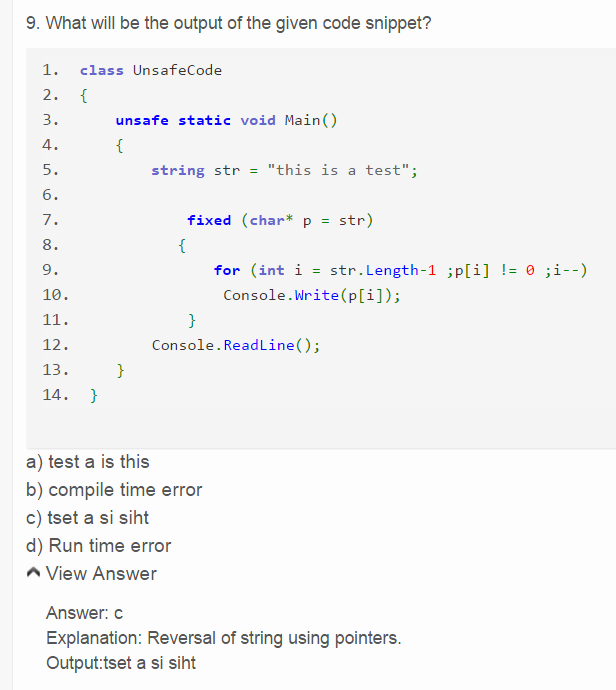 9. What will be the output of the given code snippet?
1. class UnsafeCode
2. {
3. unsafe static void Main()
4. {
5. string str = "this is a test";
6.
7. fixed (char* p = str)
8. {
9. for (int i = str.Length-1 ;p[i] != 0 ;i--)
10. Console.Write(p[i]);
11. }
12. Console.ReadLine();
13. }
14. }
a) test a is this
b) compile time error
c) tset a si siht
d) Run time error
View Answer
Answer: c
Explanation: Reversal of string using pointers.
Output:tset a si siht